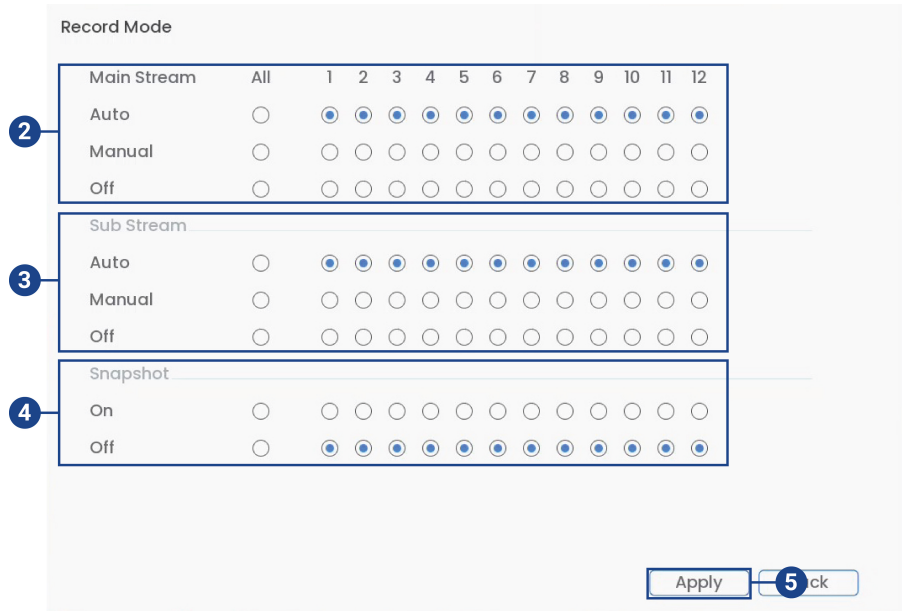 Record Mode
Main Stream All 1 2 3 4 5 6 7 8 9 10 11 12
Auto
2
Manual
Off
Sub Stream
Auto
3
Manual
Off
Snapshot
4 On
Off
Apply 5 ck